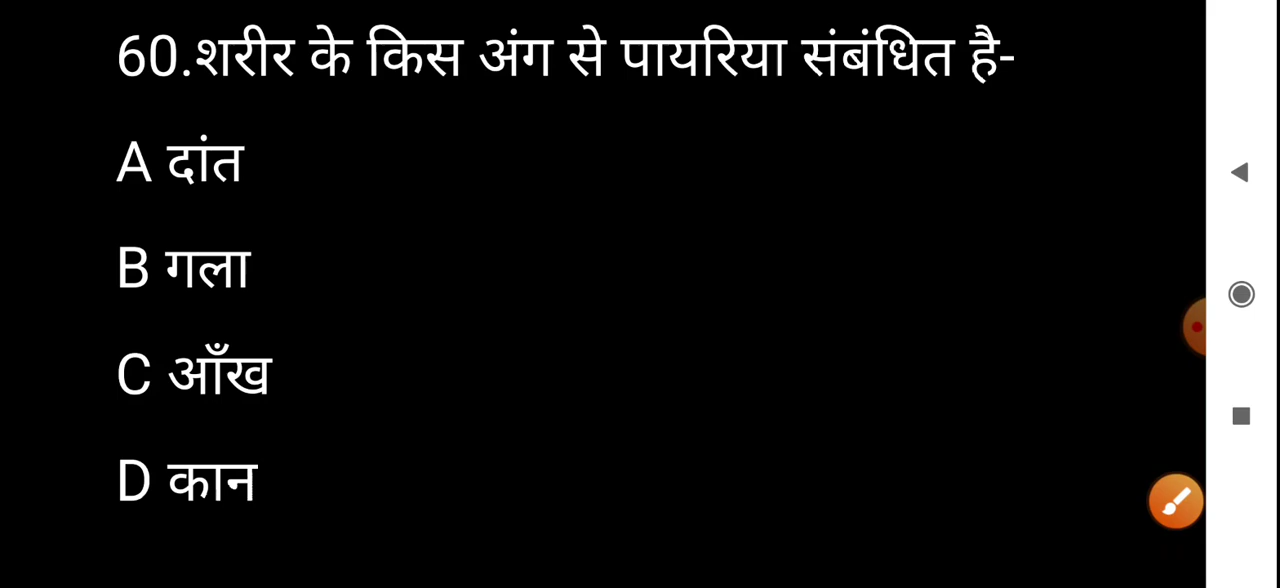 60.शरीर के किस अंग से पायरिया संबंधित है-
A दांत
B गला
C आँख
D कान